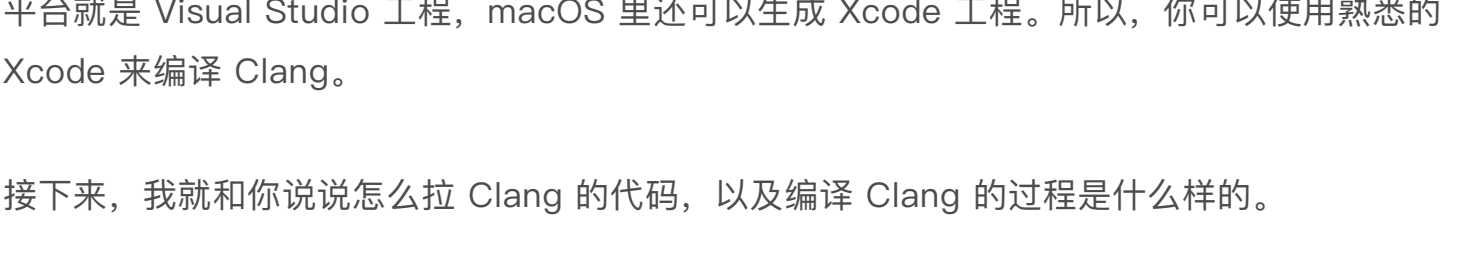 平台就是 Visual Studio 工程，macOS 里还可以生成 Xcode 工程。所以，你可以使用熟悉的
Xcode 来编译 Clang。
接下来，我就和你说说怎么拉 Clang 的代码，以及编译 Clang 的过程是什么样的。